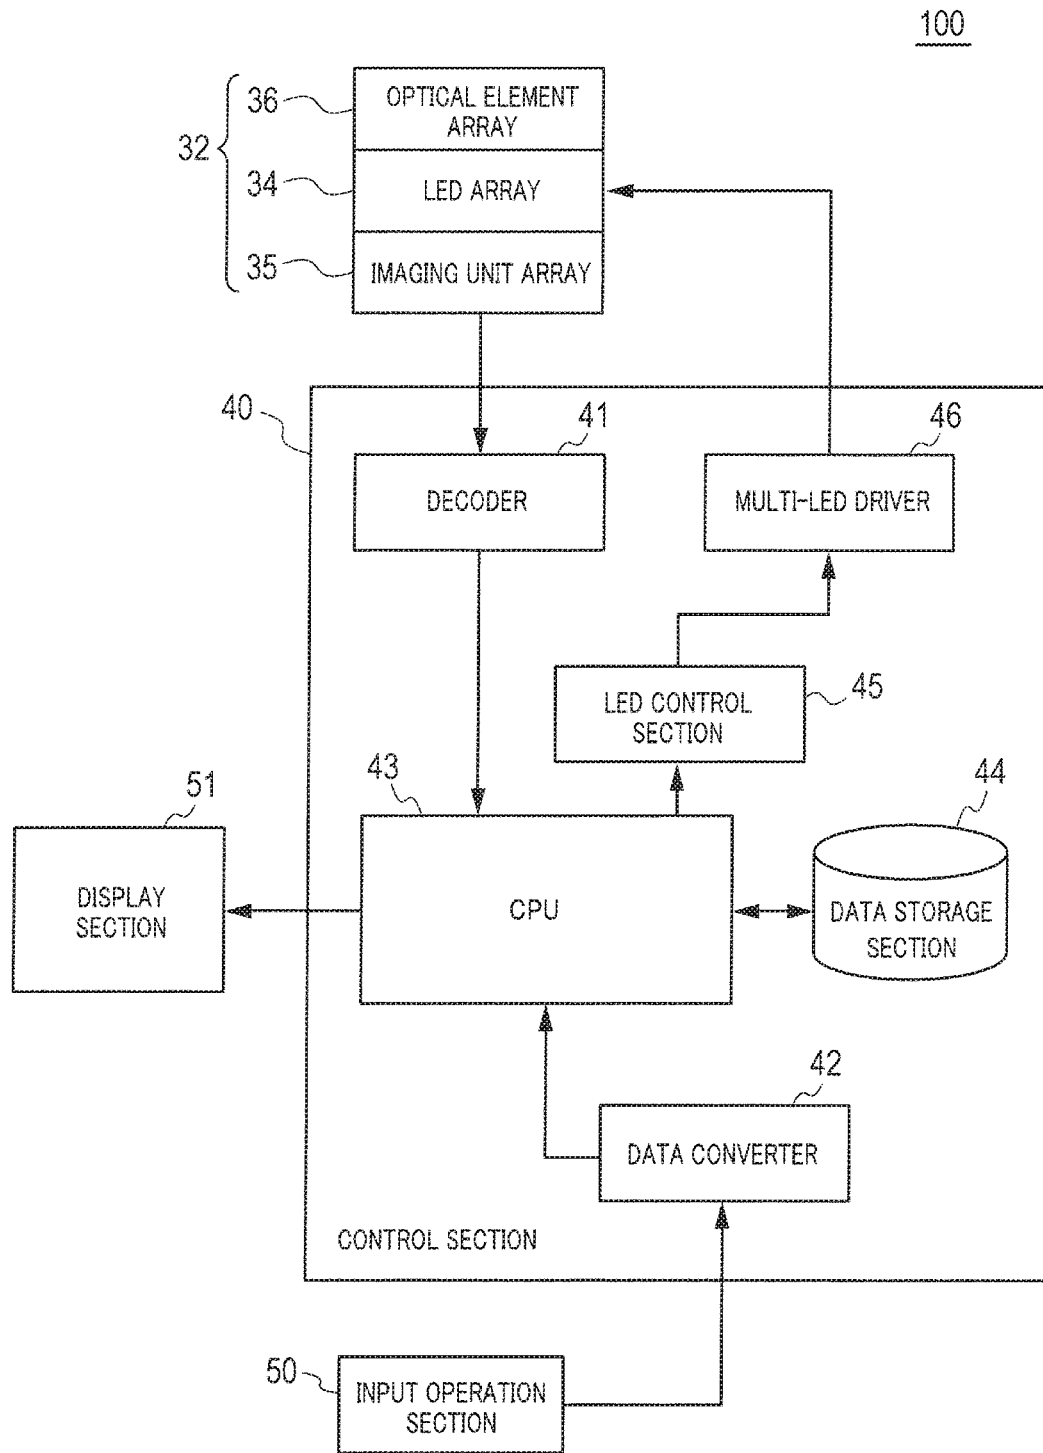 100
36
OPTICAL ELEMENT
ARRAY
32
34
LED ARRAY
35
IMAGING UNIT ARRAY
40
41
DECODER
46
MULTI-LED DRIVER
45
LED CONTROL
SECTION
43
CPU
51
DISPLAY
SECTION
44
DATA STORAGE
SECTION
42
DATA CONVERTER
CONTROL SECTION
50
INPUT OPERATION
SECTION